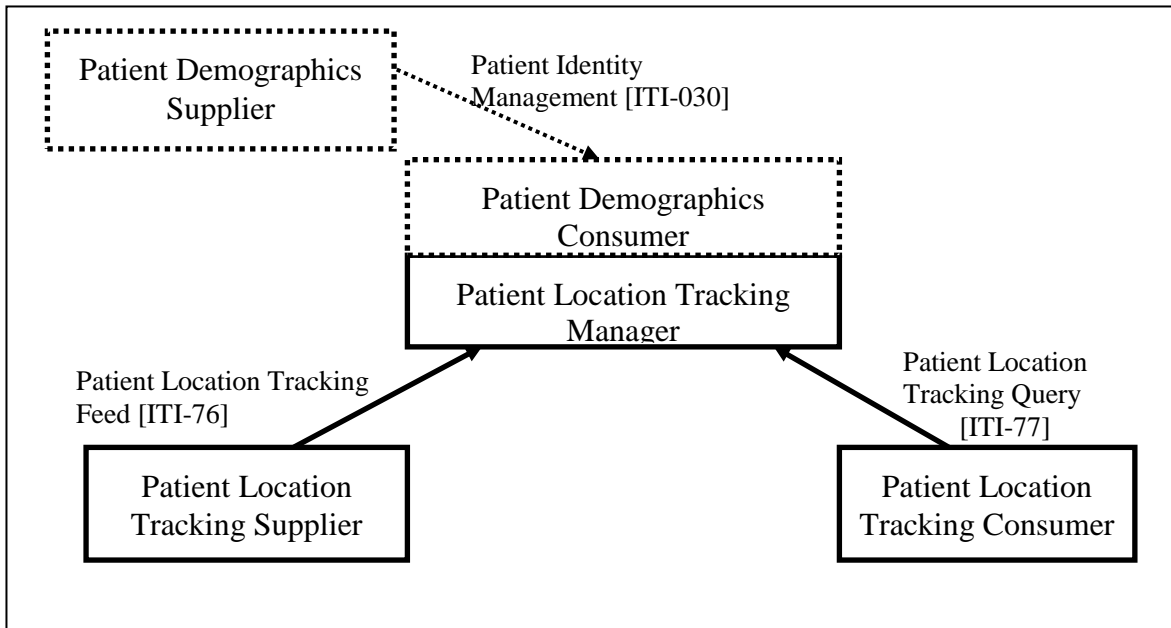 Patient Demographics
Supplier
Patient Identity
Management [ITI-030]
Patient Demographics
Consumer
Patient Location Tracking
Manager
Patient Location Tracking
Feed [ITI-76]
Patient Location
Tracking Query
[ITI-77]
Patient Location
Tracking Supplier
Patient Location
Tracking Consumer